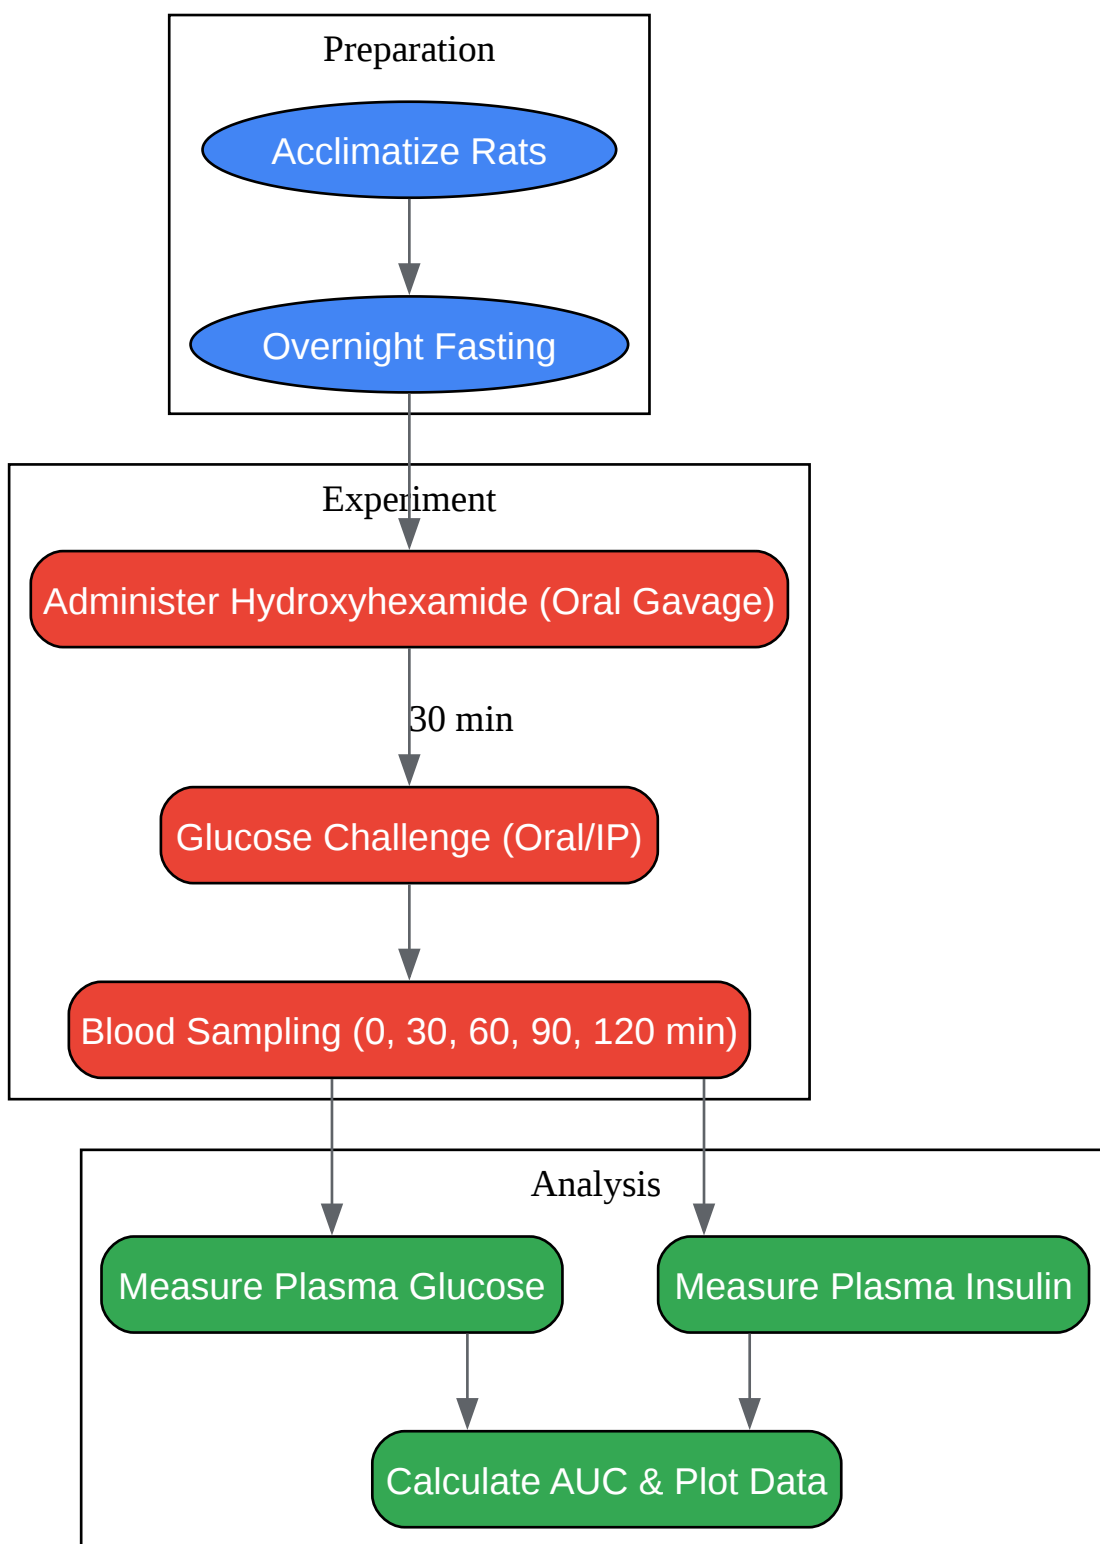 Preparation
Acclimatize Rats
Overnight Fasting
Experiment
Administer Hydroxyhexamide (Oral Gavage)
30 min
Glucose Challenge (Oral/IP)
Blood Sampling (0, 30, 60, 90, 120 min)
Analysis
Measure Plasma Glucose
Measure Plasma Insulin
Calculate AUC & Plot Data